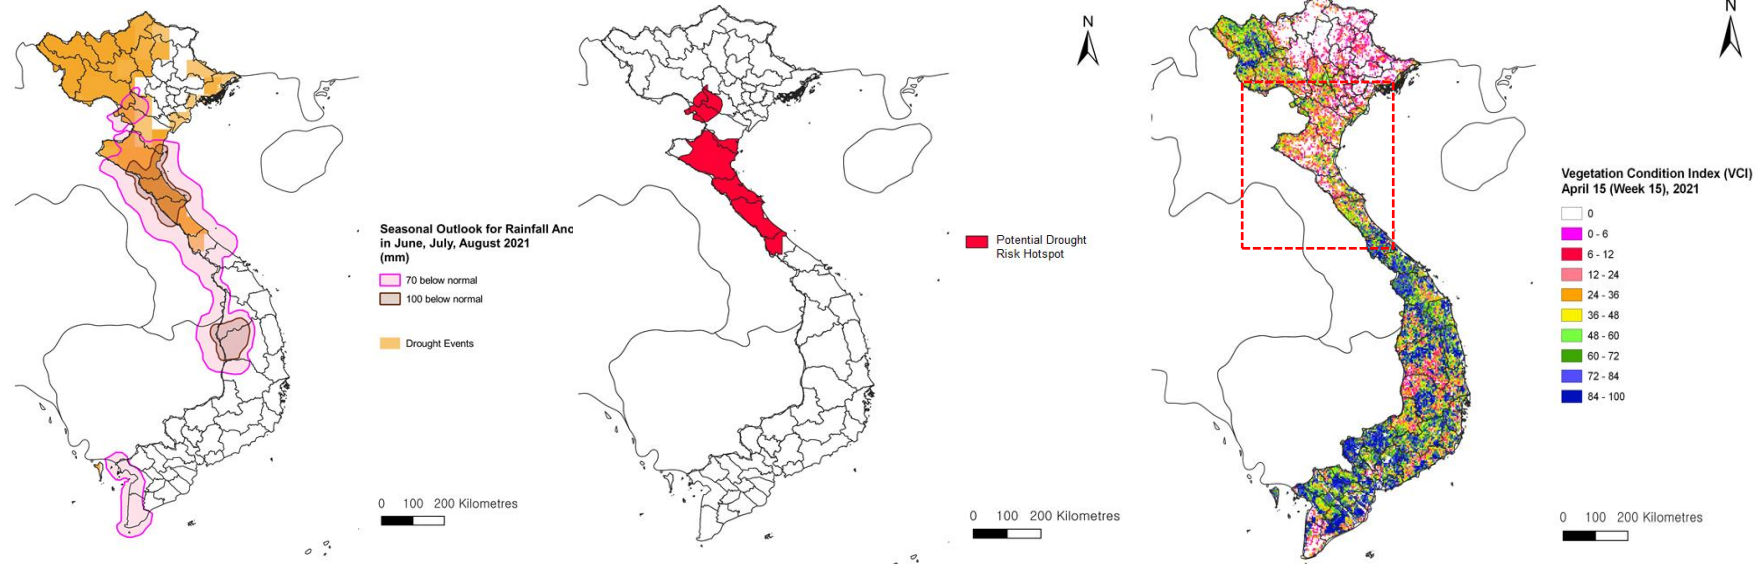 Seasonal Outlook for Rainfall Ano
in June, July, August 2021
(mm)
70 below normal
100 below normal
Drought Events
0 100 200 Kilometres
N
Potential Drought
Risk Hotspot
0 100 200 Kilometres
N
Vegetation Condition Index (VCI)
April 15 (Week 15), 2021
0
0 - 6
6 - 12
12 - 24
24 - 36
36 - 48
48 - 60
60 - 72
72 - 84
84 - 100
0 100 200 Kilometres